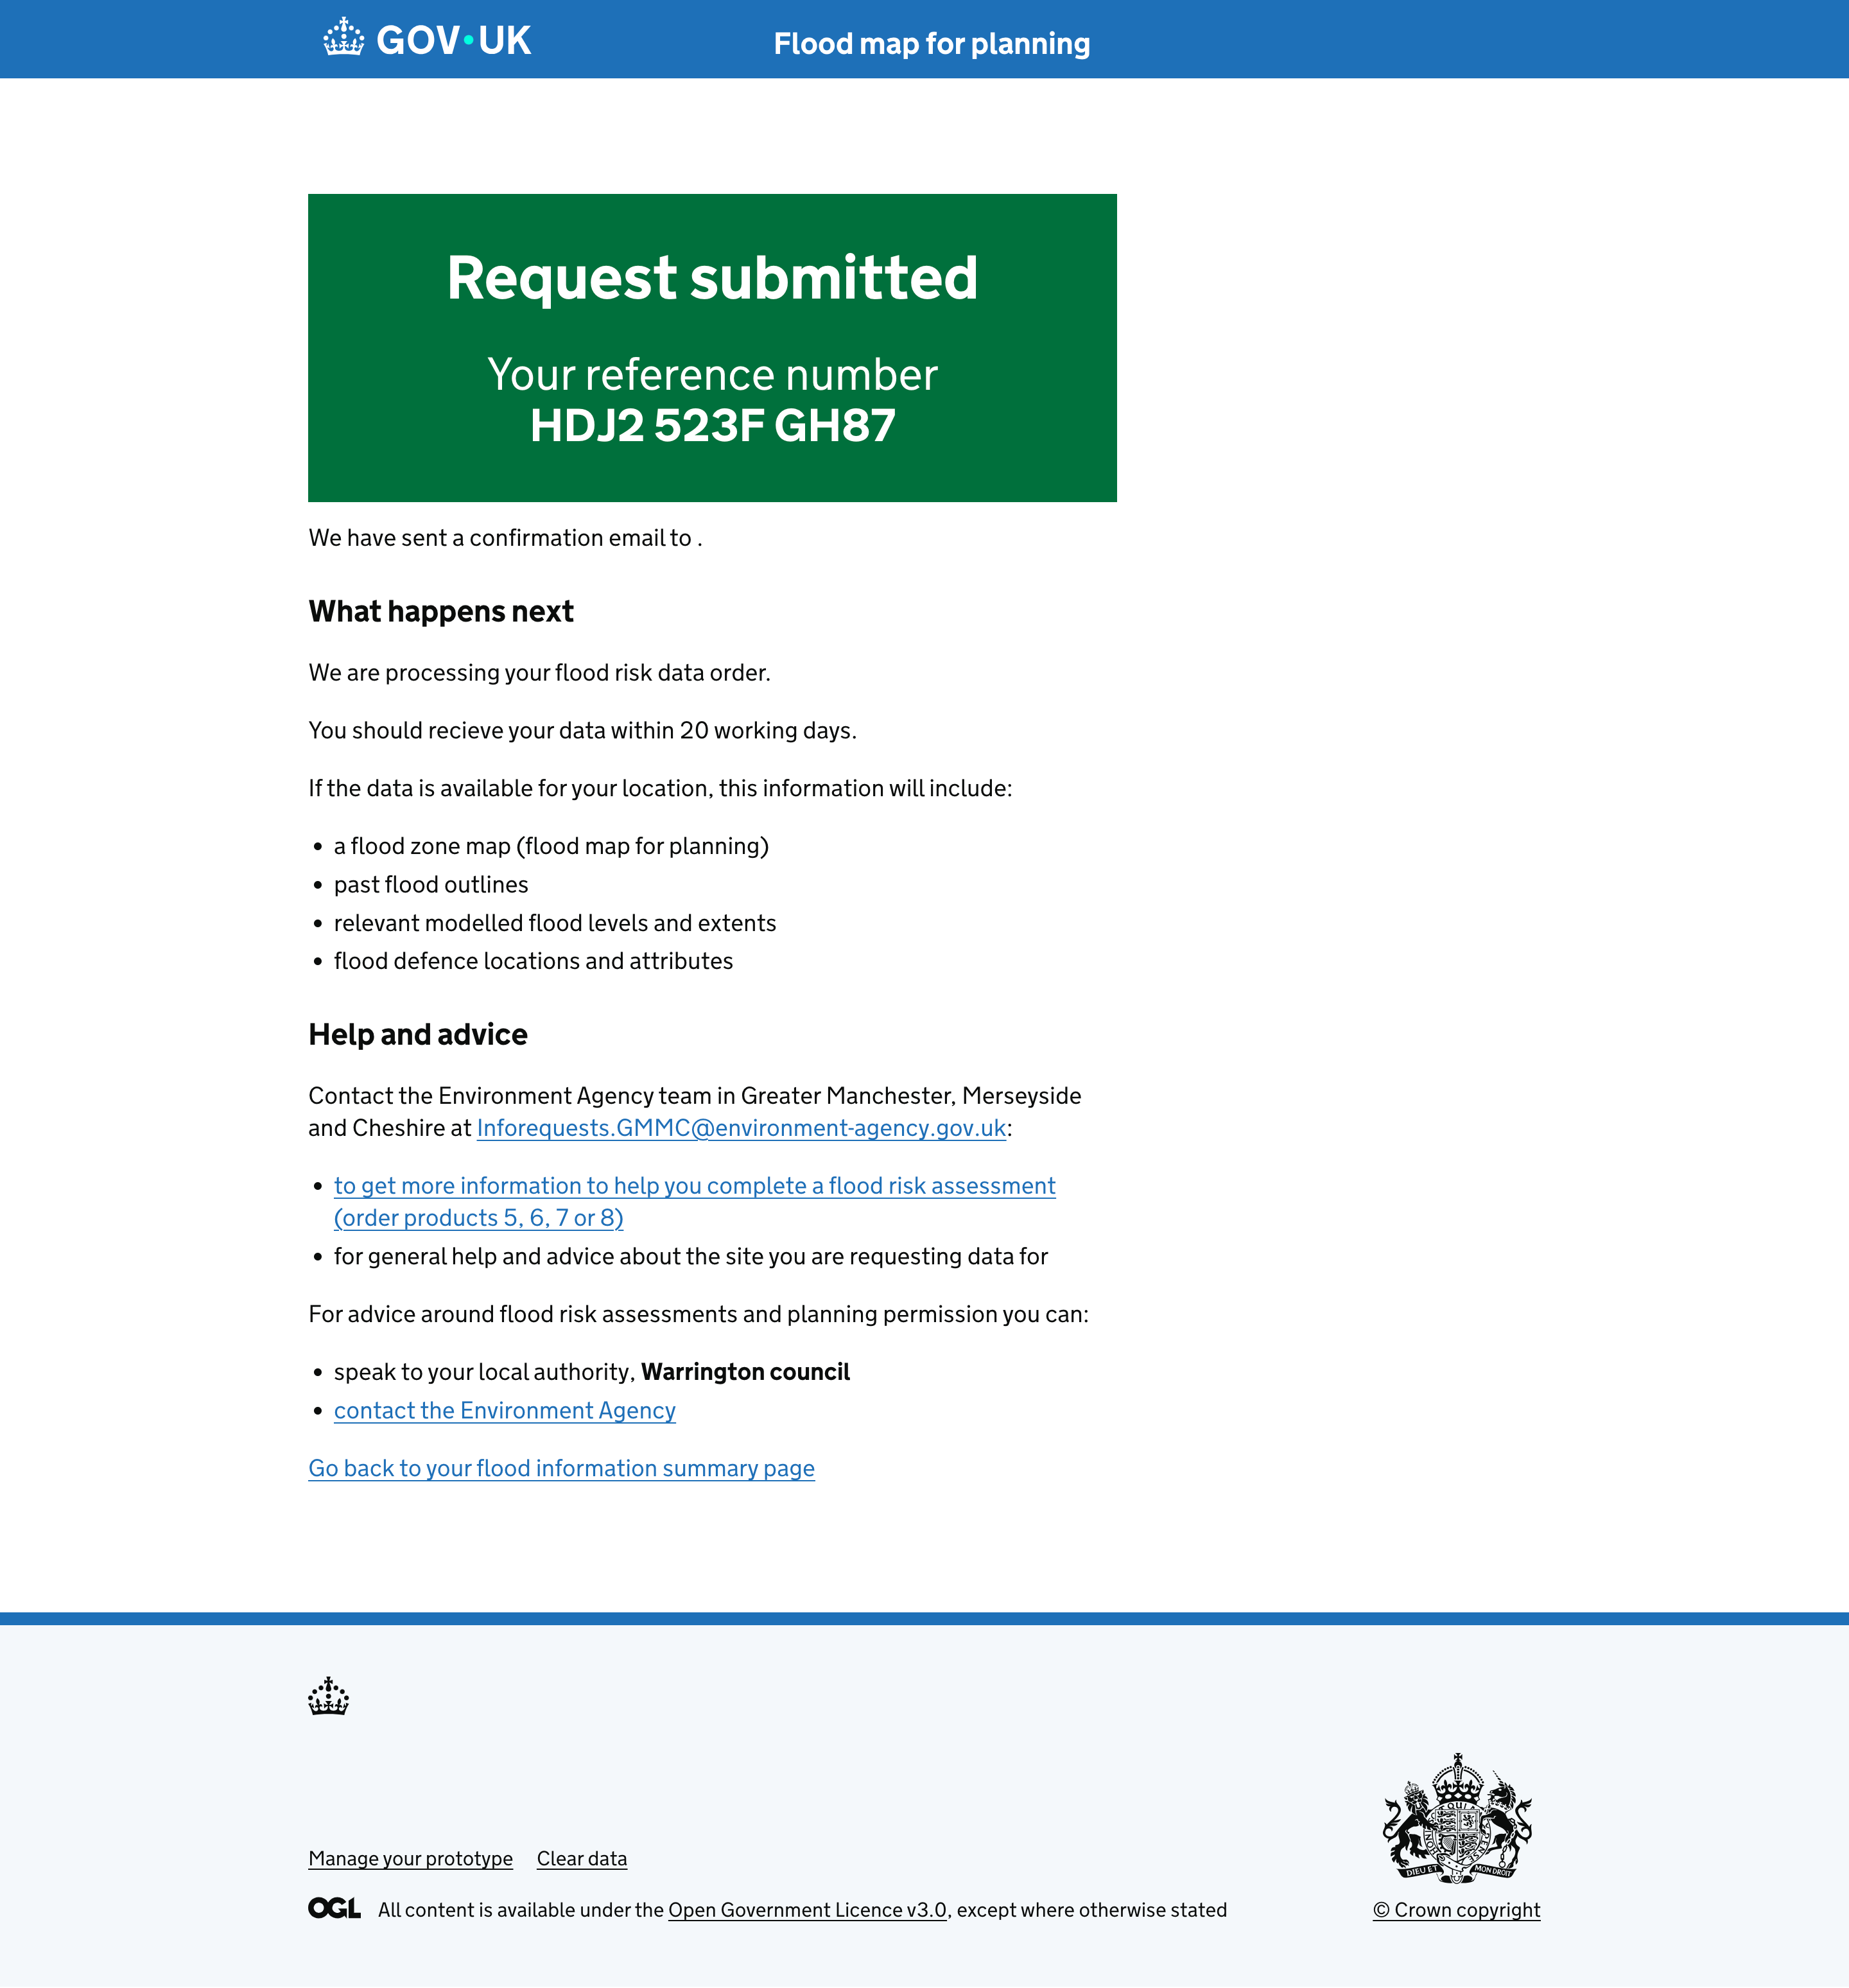 GOV·UK
Flood map for planning
Request submitted
Your reference number
HDJ2 523F GH87
We have sent a confirmation email to .
What happens next
We are processing your flood risk data order.
You should recieve your data within 20 working days.
If the data is available for your location, this information will include:
• a flood zone map (flood map for planning)
• past flood outlines
• relevant modelled flood levels and extents
• flood defence locations and attributes
Help and advice
Contact the Environment Agency team in Greater Manchester, Merseyside
and Cheshire at Inforequests.GMMC@environment-agency.gov.uk:
• to get more information to help you complete a flood risk assessment
(order products 5, 6, 7 or 8)
• for general help and advice about the site you are requesting data for
For advice around flood risk assessments and planning permission you can:
• speak to your local authority, Warrington council
• contact the Environment Agency
Go back to your flood information summary page
DIEU ET MON DROIT
Manage your prototype Clear data
OGL All content is available under the Open Government Licence v3.0, except where otherwise stated
© Crown copyright